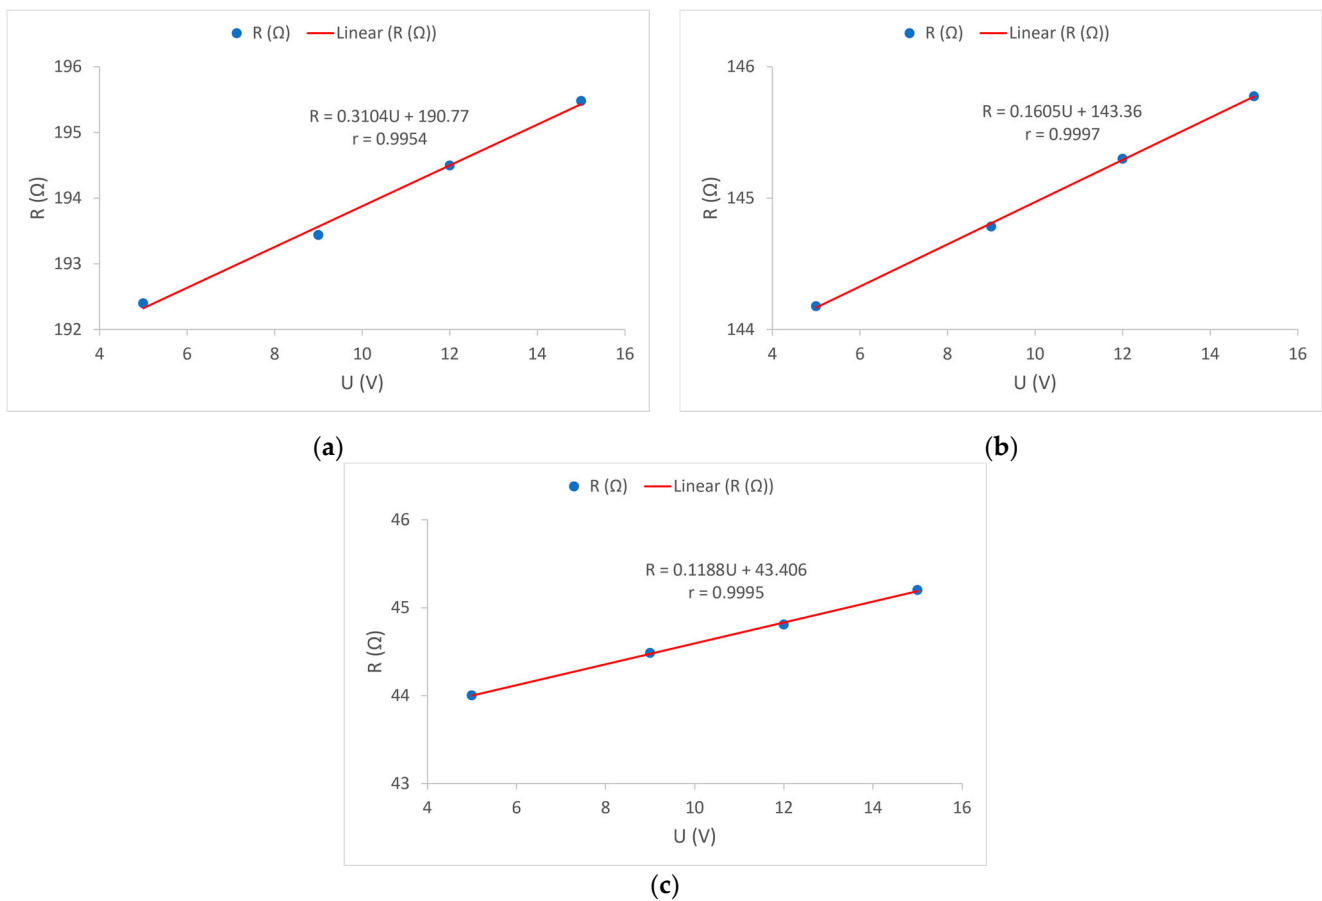 R (Ω) Linear (R (Ω))
R = 0.3104U + 190.77
r = 0.9954
R (Ω)
196
195
194
193
192
4 6 8 10 12 14 16
U (V)
(a)
R (Ω) Linear (R (Ω))
R = 0.1605U + 143.36
r = 0.9997
R (Ω)
146
145
144
4 6 8 10 12 14 16
U (V)
(b)
R (Ω) Linear (R (Ω))
R = 0.1188U + 43.406
r = 0.9995
R (Ω)
46
45
44
43
4 6 8 10 12 14 16
U (V)
(c)